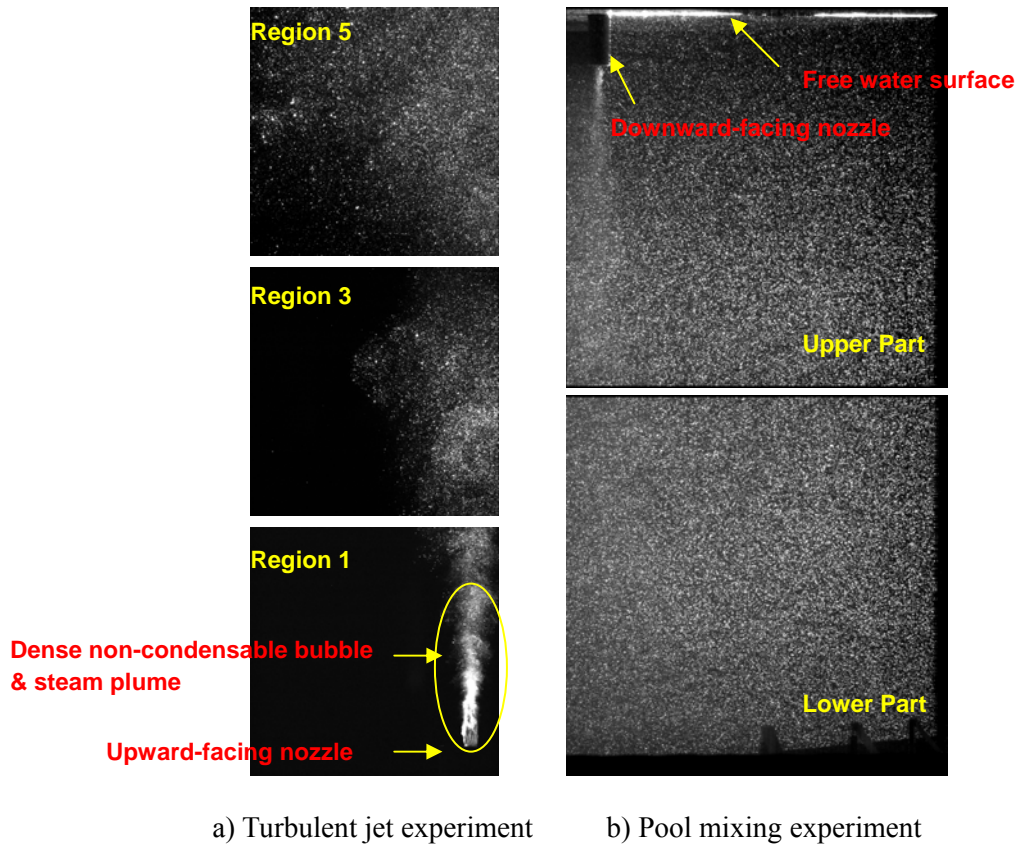 Region 5
Free water surface
Downward-facing nozzle
Region 3
Upper Part
Region 1
Dense non-condensable bubble
& steam plume
Lower Part
Upward-facing nozzle
a) Turbulent jet experiment
b) Pool mixing experiment